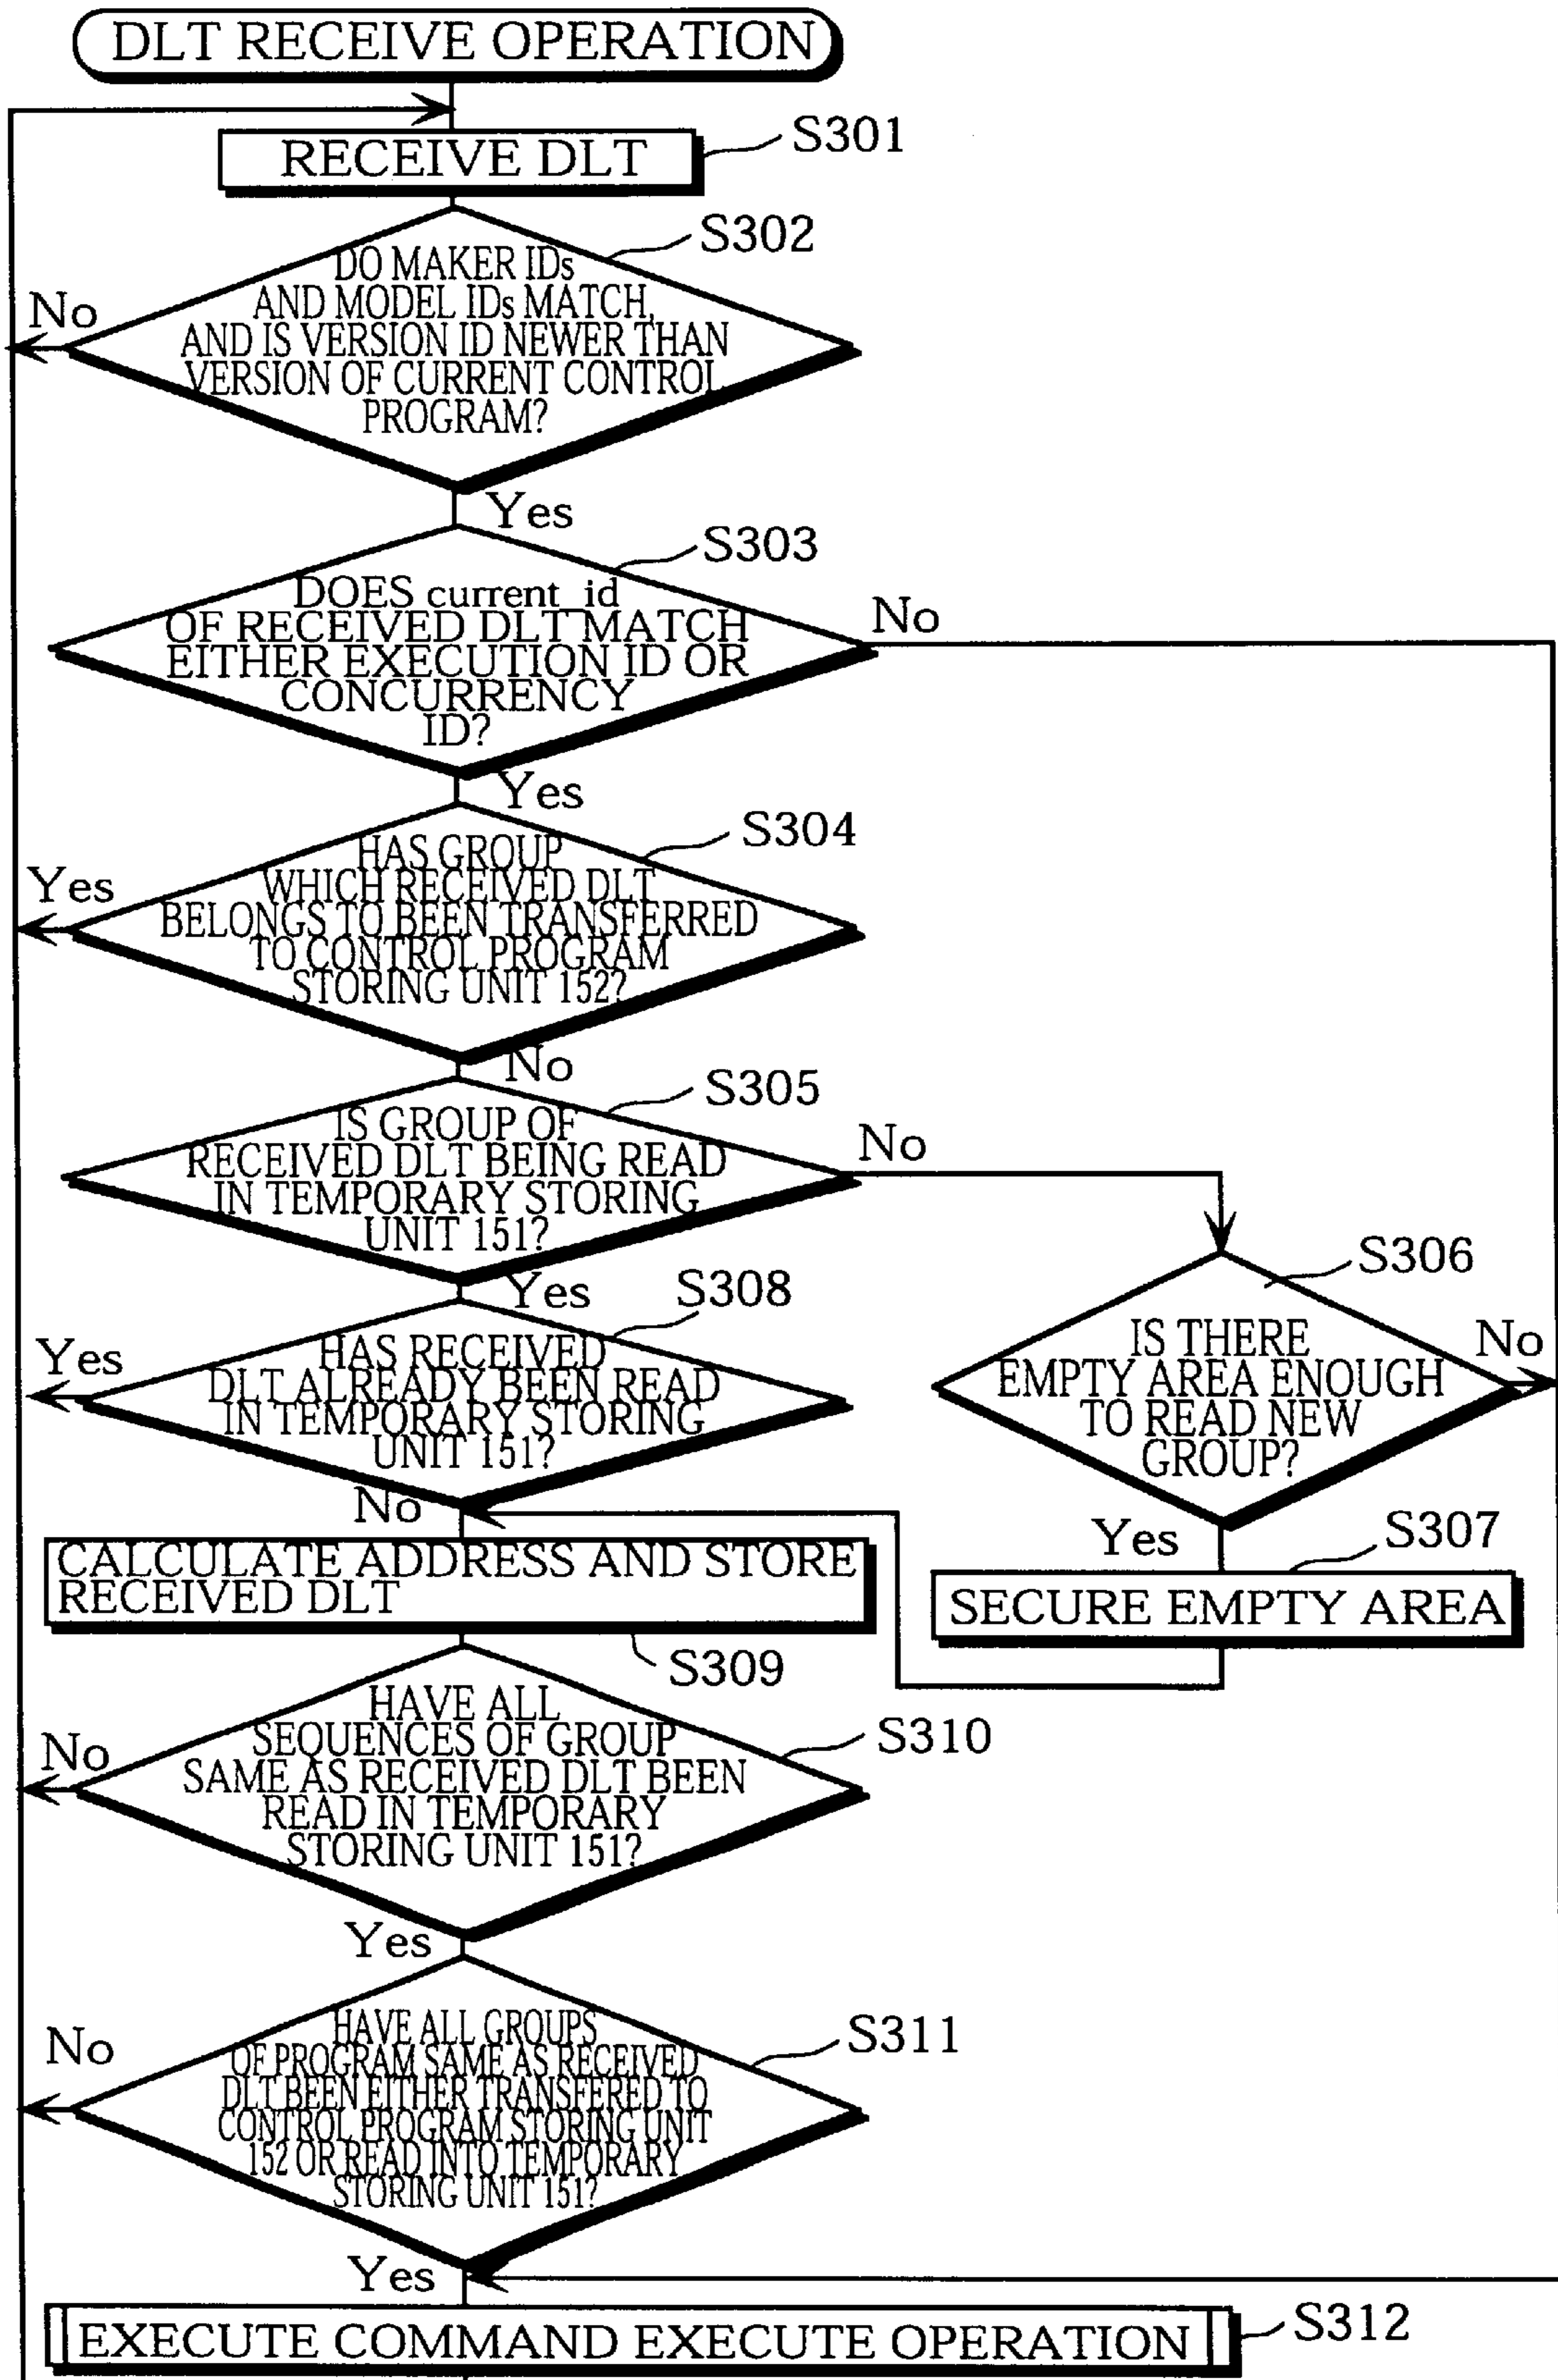 DLT RECEIVE OPERATION
RECEIVE DLT
S301
S302
DO MAKER IDs
AND MODEL IDs MATCH,
AND IS VERSION ID NEWER THAN
VERSION OF CURRENT CONTROL
PROGRAM?
No
Yes
S303
DOES current_id
OF RECEIVED DLT MATCH
EITHER EXECUTION ID OR
CONCURRENCY
ID?
No
Yes
S304
HAS GROUP
WHICH RECEIVED DLT
BELONGS TO BEEN TRANSFERRED
TO CONTROL PROGRAM
STORING UNIT 152?
Yes
No
S305
IS GROUP OF
RECEIVED DLT BEING READ
IN TEMPORARY STORING
UNIT 151?
No
Yes
S306
IS THERE
EMPTY AREA ENOUGH
TO READ NEW
GROUP?
No
Yes
S307
SECURE EMPTY AREA
S308
HAS RECEIVED
DLT ALREADY BEEN READ
IN TEMPORARY STORING
UNIT 151?
Yes
No
CALCULATE ADDRESS AND STORE
RECEIVED DLT
S309
HAVE ALL
SEQUENCES OF GROUP
SAME AS RECEIVED DLT BEEN
READ IN TEMPORARY
STORING UNIT 151?
S310
No
Yes
HAVE ALL GROUPS
OF PROGRAM SAME AS RECEIVED
DLT BEEN EITHER TRANSFERED TO
CONTROL PROGRAM STORING UNIT
152 OR READ INTO TEMPORARY
STORING UNIT 151?
S311
No
Yes
EXECUTE COMMAND EXECUTE OPERATION
S312